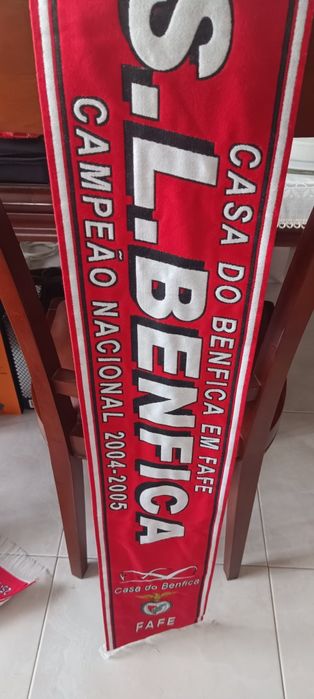 CASA DO BENFICA EM FAFE
S.L.BENFICA
CAMPEÃO NACIONAL 2004-2005
Casa do Benfica
FAFE